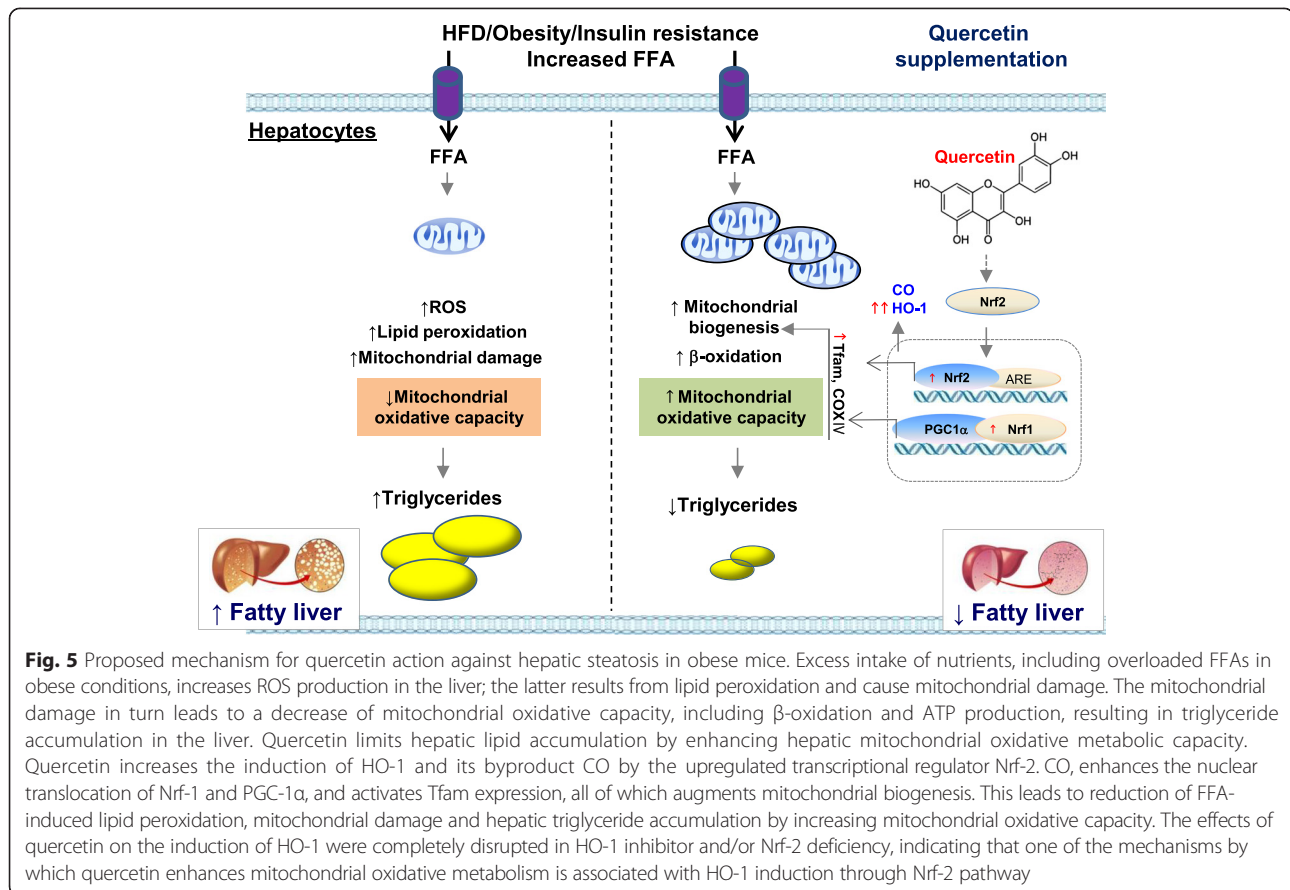 HFD/Obesity/Insulin resistance
Increased FFA
Quercetin
supplementation
Hepatocytes
FFA
FFA
Quercetin
OH
OH
HO
O
OH
OH
O
↑ROS
↑Lipid peroxidation
↑Mitochondrial damage
↓Mitochondrial
oxidative capacity
↑Triglycerides
↑ Fatty liver
↑ Mitochondrial
biogenesis
↑ β-oxidation
↑ Mitochondrial
oxidative capacity
↓Triglycerides
↑Tfam, COXIV
CO
↑↑ HO-1
Nrf2
↑ Nrf2
ARE
PGC1α
↑ Nrf1
↓ Fatty liver
Fig. 5 Proposed mechanism for quercetin action against hepatic steatosis in obese mice. Excess intake of nutrients, including overloaded FFAs in
obese conditions, increases ROS production in the liver; the latter results from lipid peroxidation and cause mitochondrial damage. The mitochondrial
damage in turn leads to a decrease of mitochondrial oxidative capacity, including β-oxidation and ATP production, resulting in triglyceride
accumulation in the liver. Quercetin limits hepatic lipid accumulation by enhancing hepatic mitochondrial oxidative metabolic capacity.
Quercetin increases the induction of HO-1 and its byproduct CO by the upregulated transcriptional regulator Nrf-2. CO, enhances the nuclear
translocation of Nrf-1 and PGC-1α, and activates Tfam expression, all of which augments mitochondrial biogenesis. This leads to reduction of FFA-
induced lipid peroxidation, mitochondrial damage and hepatic triglyceride accumulation by increasing mitochondrial oxidative capacity. The effects of
quercetin on the induction of HO-1 were completely disrupted in HO-1 inhibitor and/or Nrf-2 deficiency, indicating that one of the mechanisms by
which quercetin enhances mitochondrial oxidative metabolism is associated with HO-1 induction through Nrf-2 pathway